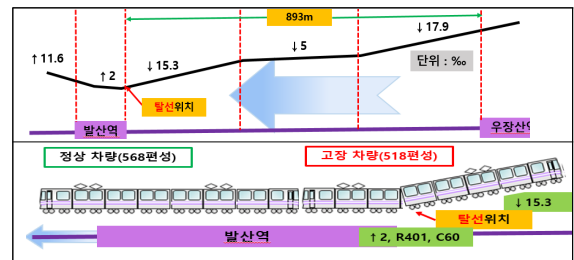 893m
↓ 17.9
↑ 11.6
↓ 5
↑ 2
↓ 15.3
단위 : ‰
탈선위치
발산역
우장산역
정상 차량(568편성)
고장 차량(518편성)
↓ 15.3
탈선위치
발산역
↑ 2, R401, C60